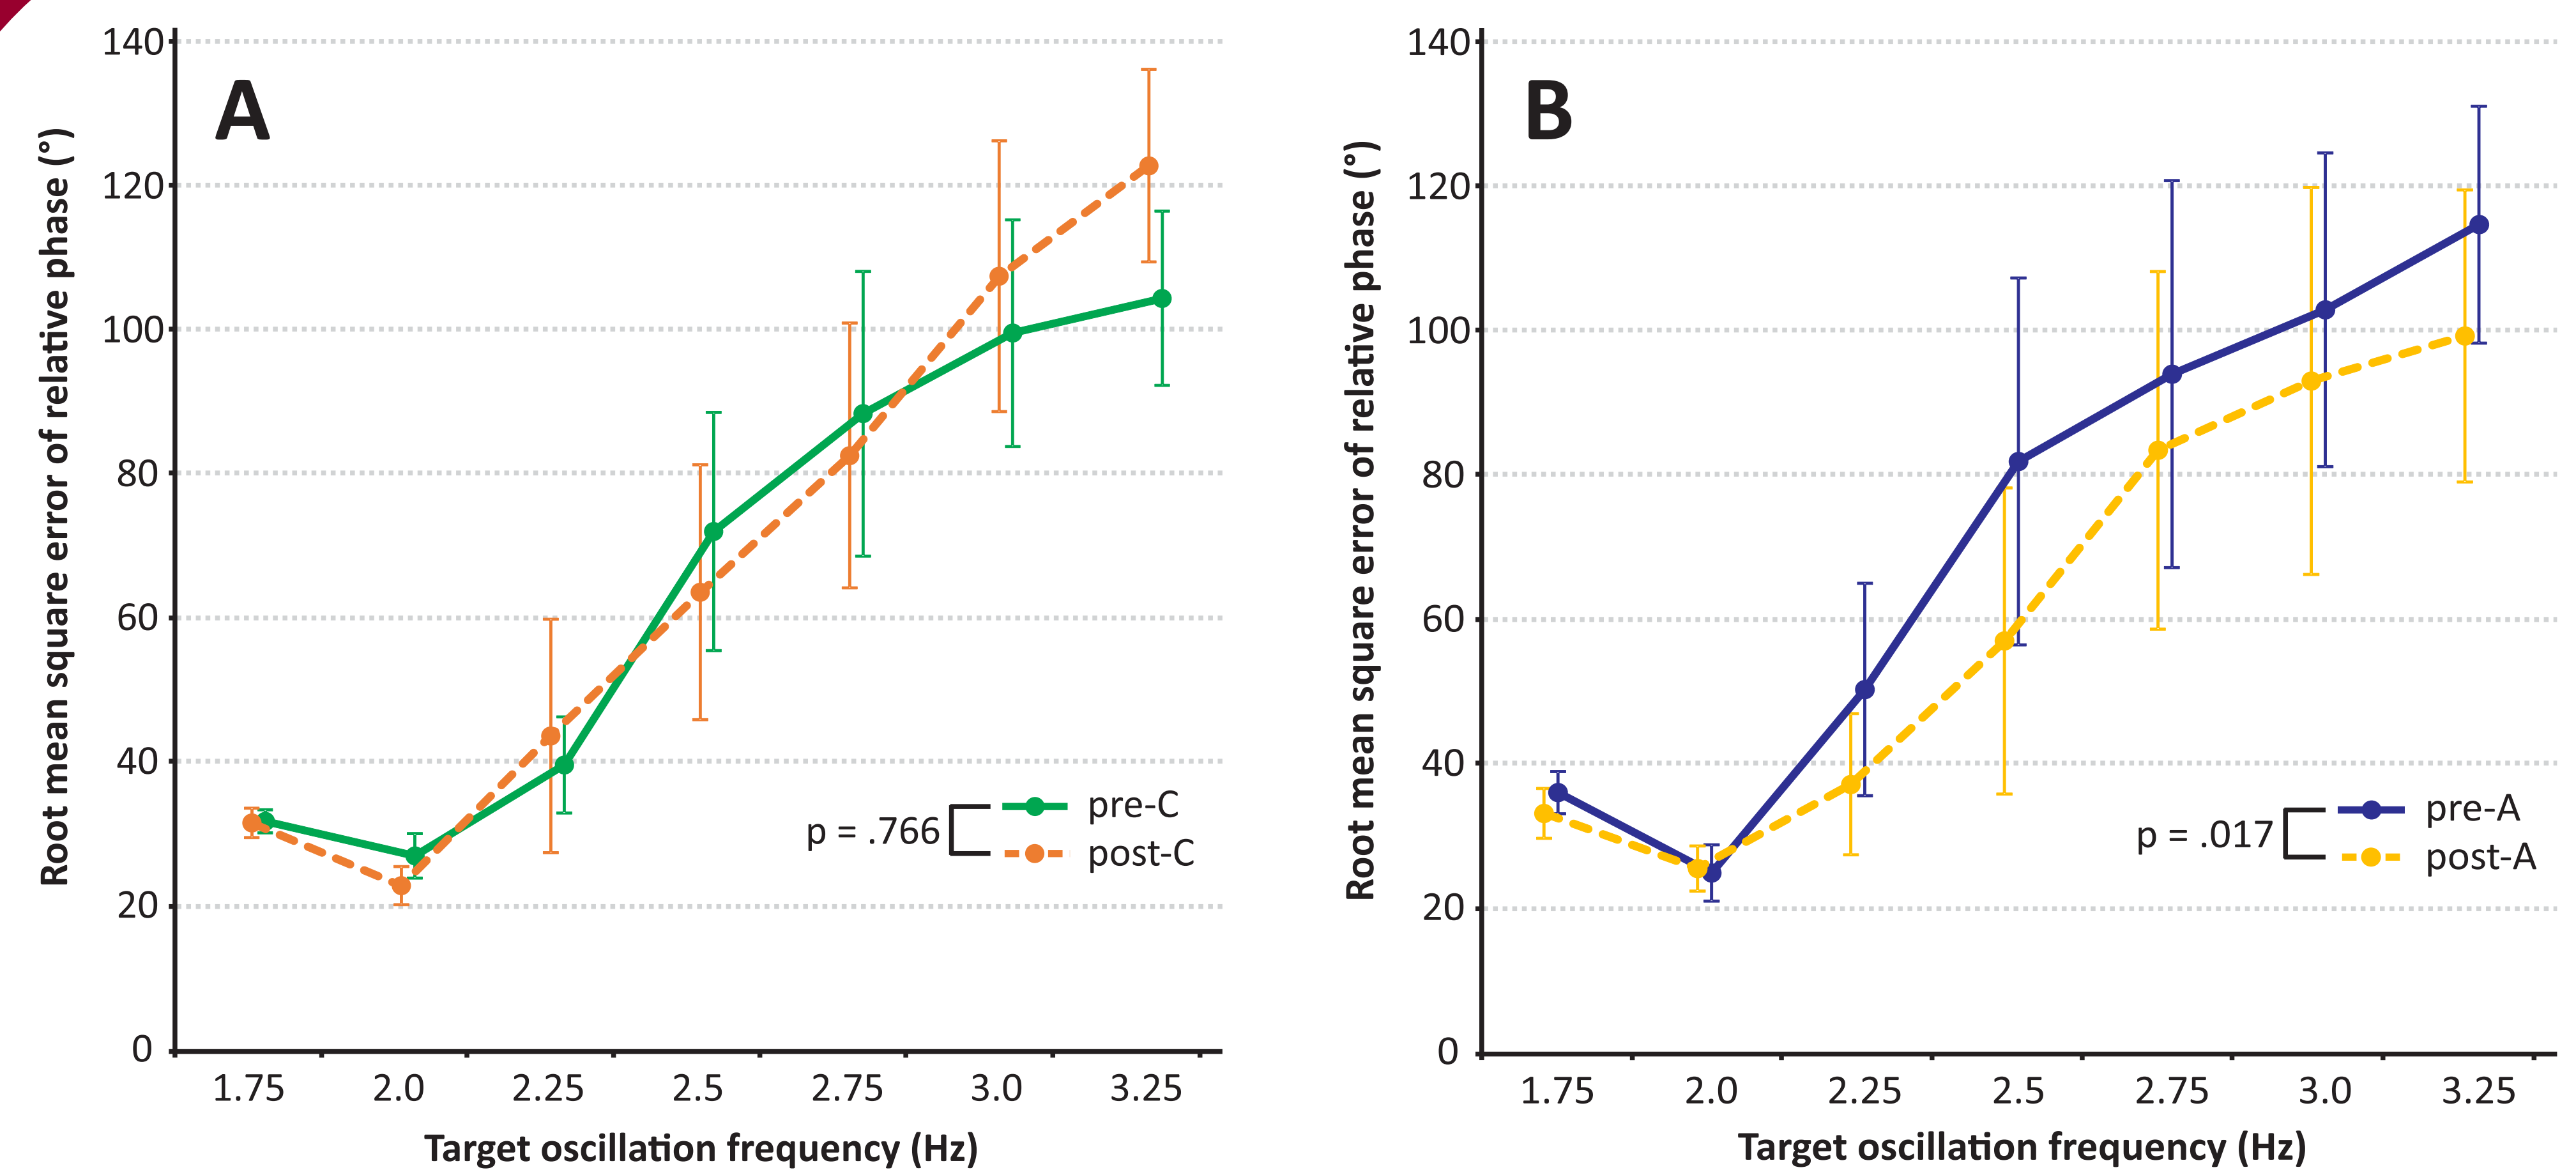 A
Root mean square error of relative phase (°)
140
120
100
80
60
40
20
0
1.75 2.0 2.25 2.5 2.75 3.0 3.25
Target oscillation frequency (Hz)
p = .766
pre-C
post-C
B
Root mean square error of relative phase (°)
140
120
100
80
60
40
20
0
1.75 2.0 2.25 2.5 2.75 3.0 3.25
Target oscillation frequency (Hz)
p = .017
pre-A
post-A